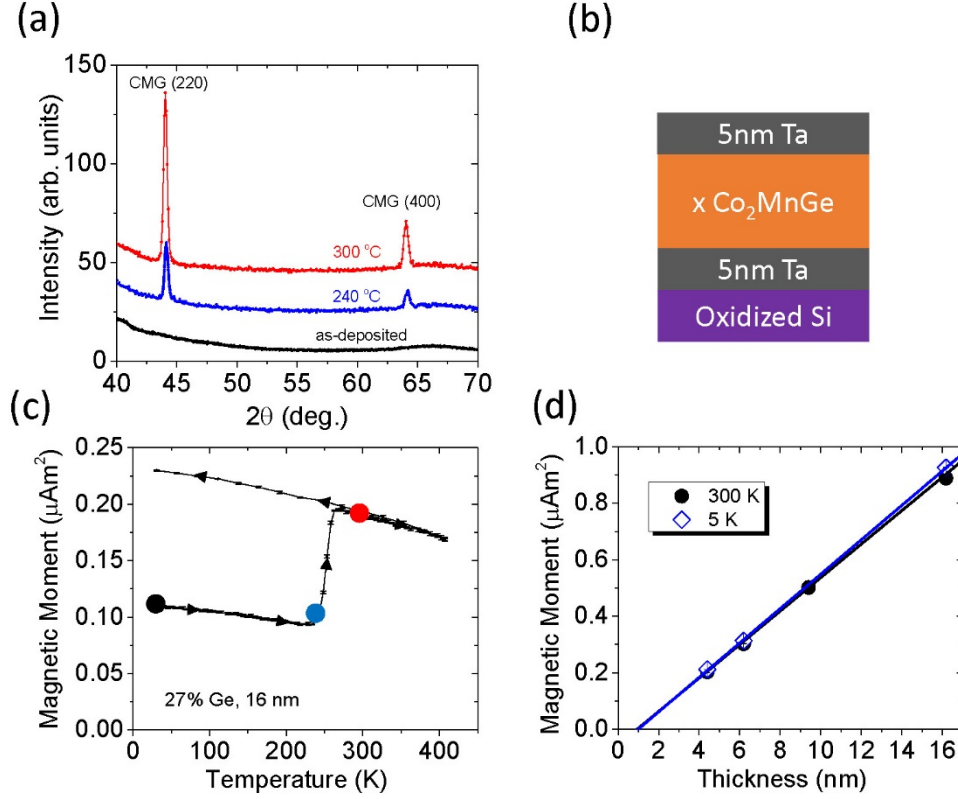 (a)
CMG (220)
CMG (400)
300 °C
240 °C
as-deposited
Intensity (arb. units)
150
100
50
0
40 45 50 55 60 65 70
2θ (deg.)
(b)
5nm Ta
x Co₂MnGe
5nm Ta
Oxidized Si
(c)
Magnetic Moment (µAm²)
0.25
0.20
0.15
0.10
0.05
0.00
27% Ge, 16 nm
0 100 200 300 400
Temperature (K)
(d)
Magnetic Moment (µAm²)
1.0
0.8
0.6
0.4
0.2
0.0
300 K
5 K
0 2 4 6 8 10 12 14 16
Thickness (nm)